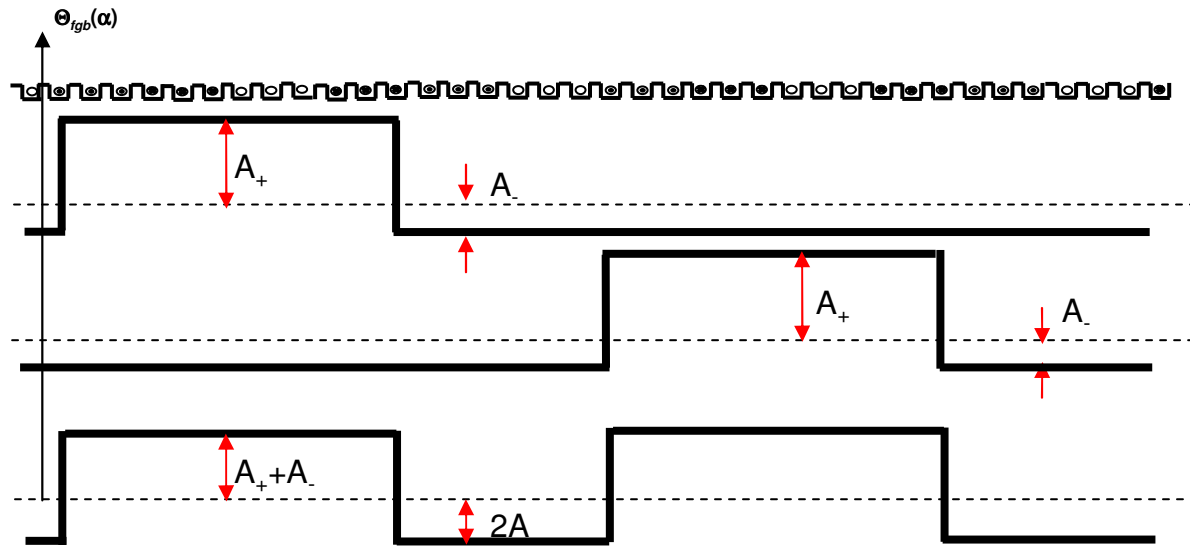 Θfgb(α)
A+
A-
A+
A-
A++A-
2A